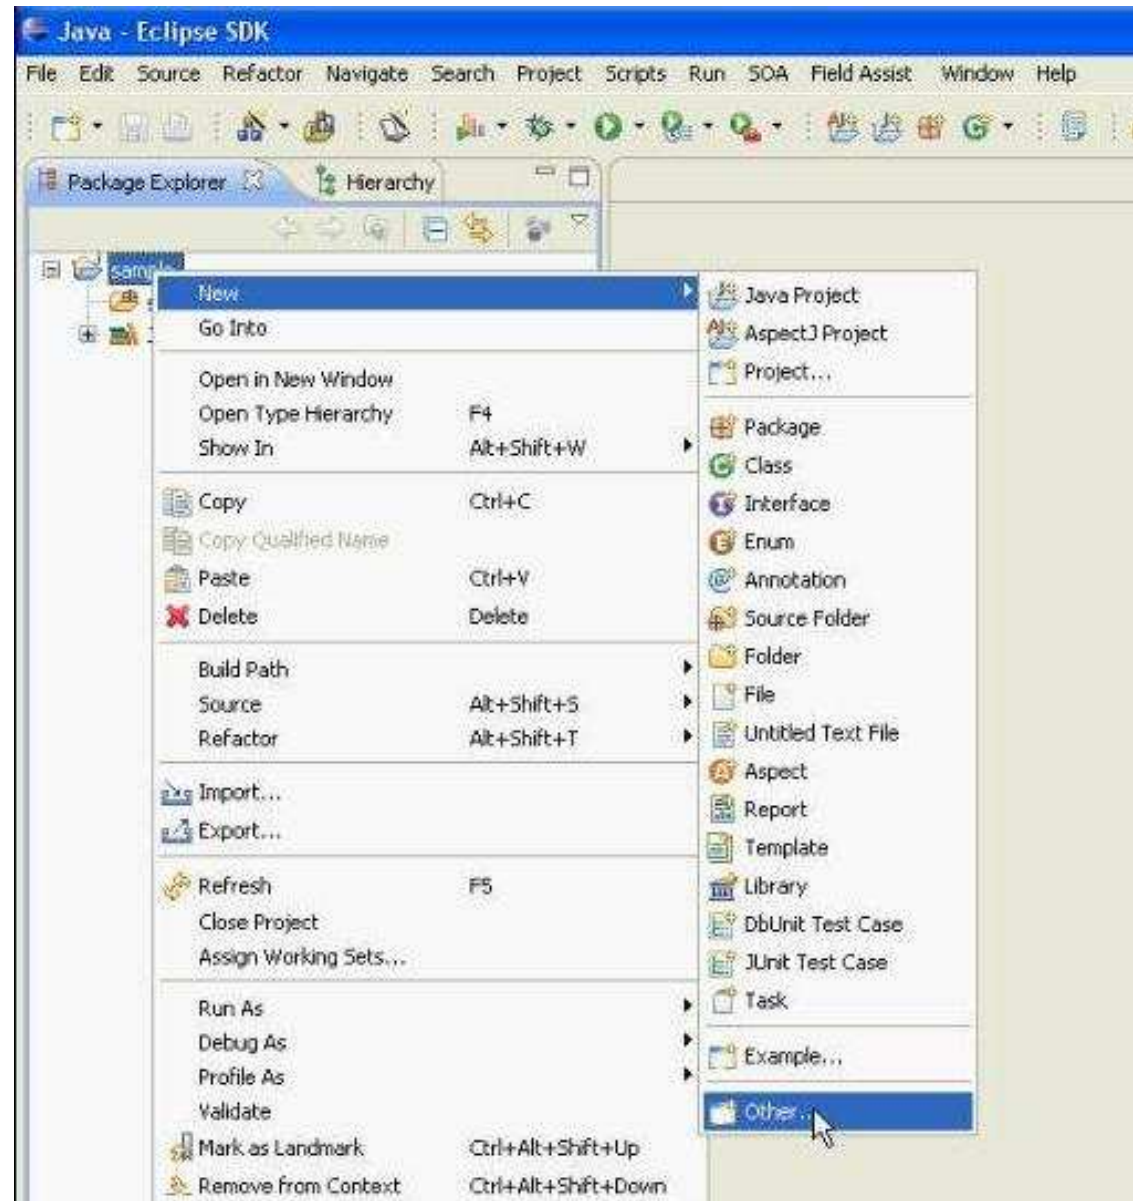 Java - Eclipse SDK
File Edit Source Refactor Navigate Search Project Scripts Run SOA Field Assist Window Help
Package Explorer Hierarchy
sample
New
Go Into
Open in New Window
Open Type Hierarchy F4
Show In Alt+Shift+W
Copy Ctrl+C
Copy Qualified Name
Paste Ctrl+V
Delete Delete
Build Path
Source Alt+Shift+S
Refactor Alt+Shift+T
Import...
Export...
Refresh F5
Close Project
Assign Working Sets...
Run As
Debug As
Profile As
Validate
Mark as Landmark Ctrl+Alt+Shift+Up
Remove from Context Ctrl+Alt+Shift+Down
Java Project
AspectJ Project
Project...
Package
Class
Interface
Enum
Annotation
Source Folder
Folder
File
Untitled Text File
Aspect
Report
Template
Library
DbUnit Test Case
JUnit Test Case
Task
Example...
Other...